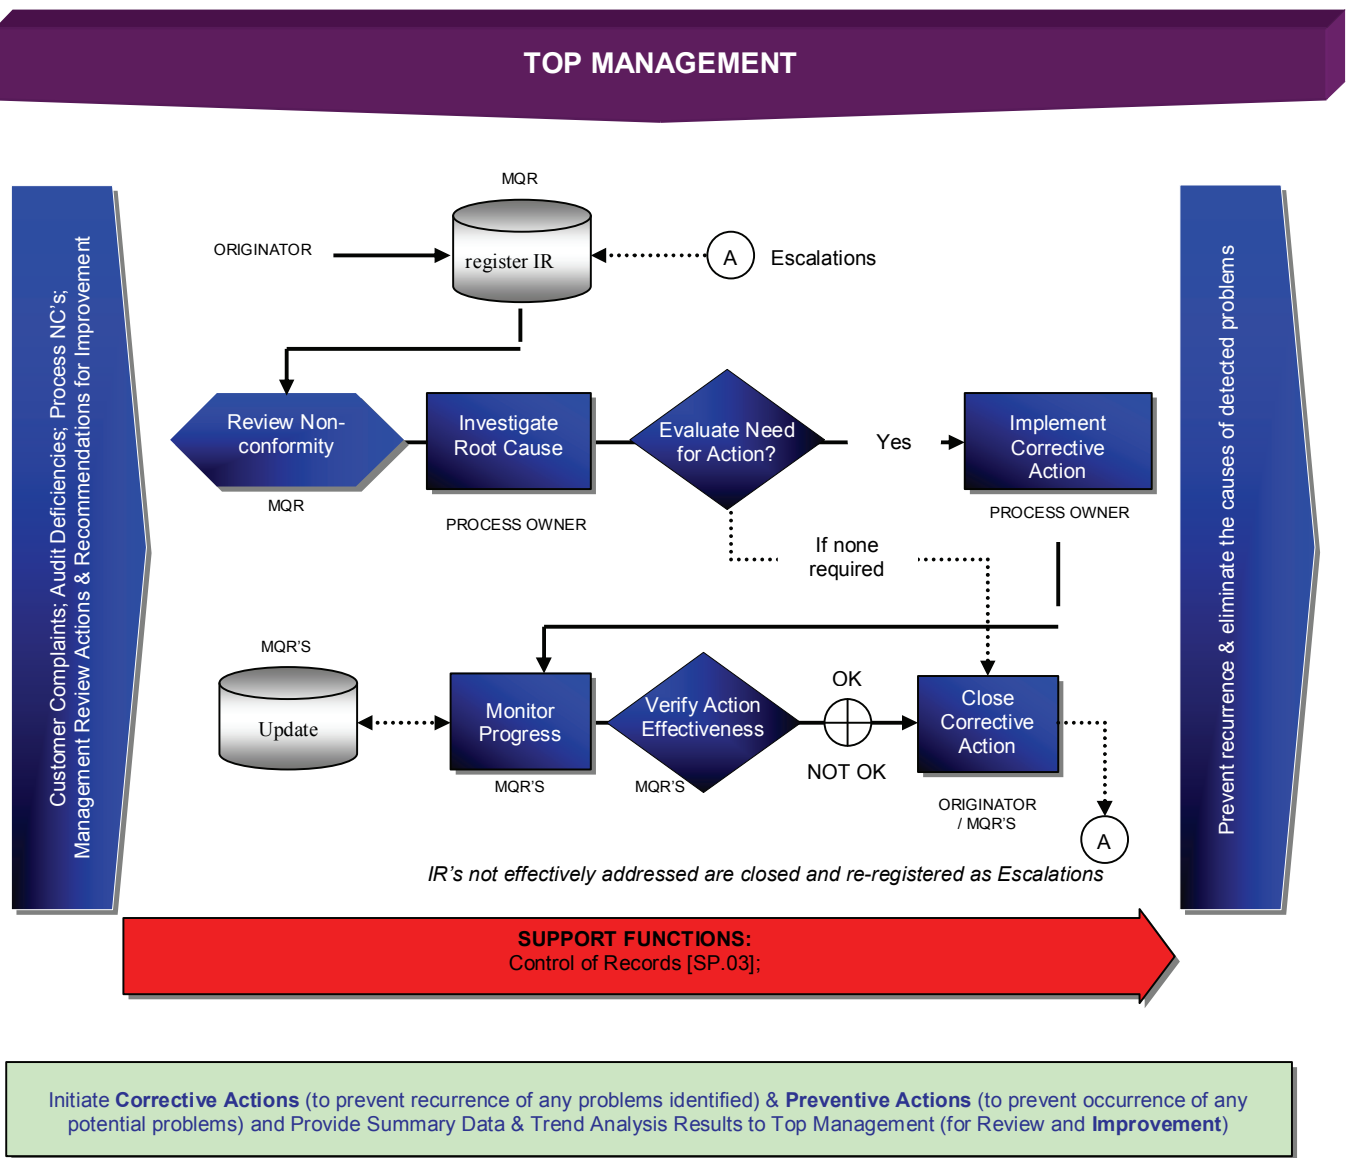 TOP MANAGEMENT
Customer Complaints; Audit Deficiencies; Process NC's;
Management Review Actions & Recommendations for Improvement
MQR
ORIGINATOR
register IR
A
Escalations
Review Non-
conformity
MQR
Investigate
Root Cause
PROCESS OWNER
Evaluate Need
for Action?
Yes
Implement
Corrective
Action
PROCESS OWNER
If none
required
MQR'S
Update
Monitor
Progress
MQR'S
Verify Action
Effectiveness
MQR'S
OK
NOT OK
Close
Corrective
Action
ORIGINATOR
/ MQR'S
A
IR's not effectively addressed are closed and re-registered as Escalations
Prevent recurrence & eliminate the causes of detected problems
SUPPORT FUNCTIONS:
Control of Records [SP.03];
Initiate Corrective Actions (to prevent recurrence of any problems identified) & Preventive Actions (to prevent occurrence of any
potential problems) and Provide Summary Data & Trend Analysis Results to Top Management (for Review and Improvement)